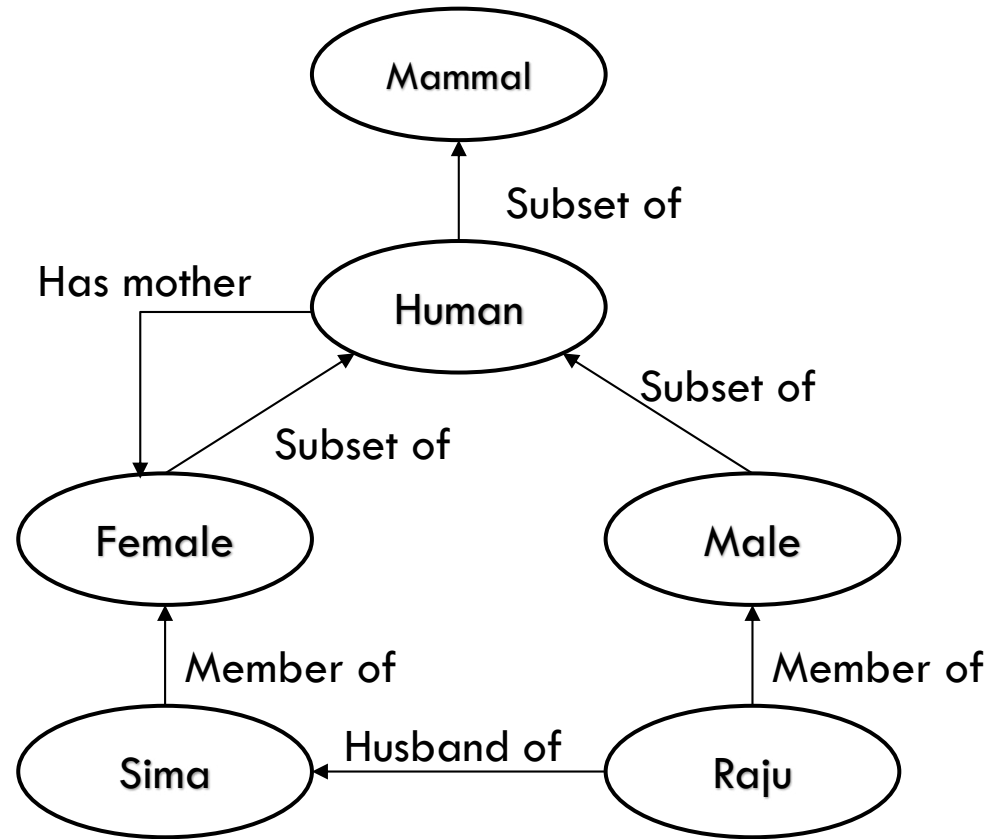 Mammal
Subset of
Has mother
Human
Subset of
Subset of
Female
Male
Member of
Member of
Husband of
Sima
Raju